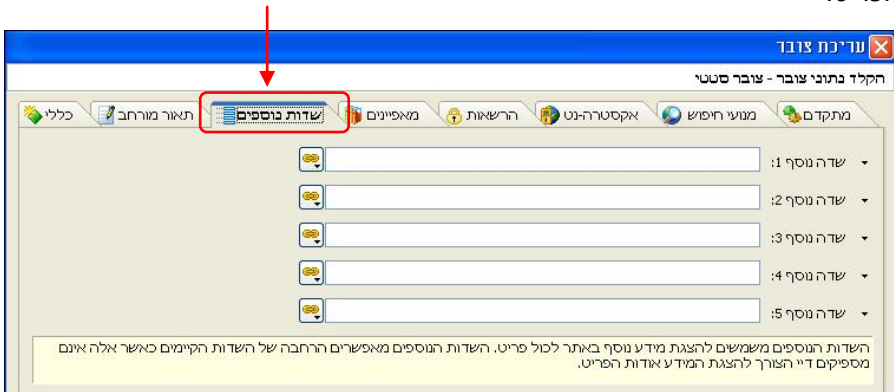 עריכת צובר
הקלד נתוני צובר - צובר סטטי
כללי תאור מורחב שדות נוספים מאפיינים הרשאות אקסטרה-נט מנועי חיפוש מתקדם
שדה נוסף 1:
שדה נוסף 2:
שדה נוסף 3:
שדה נוסף 4:
שדה נוסף 5:
השדות הנוספים משמשים להצגת מידע נוסף באתר לכול פריט. השדות הנוספים מאפשרים הרחבה של השדות הקיימים כאשר אלה אינם
מספיקים דיי הצורך להצגת המידע אודות הפריט.